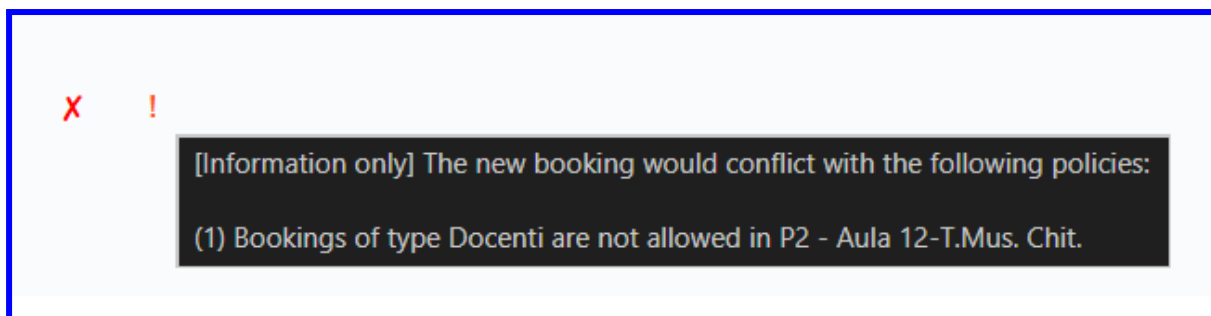 ✗ !
[Information only] The new booking would conflict with the following policies:
(1) Bookings of type Docenti are not allowed in P2 - Aula 12-T.Mus. Chit.